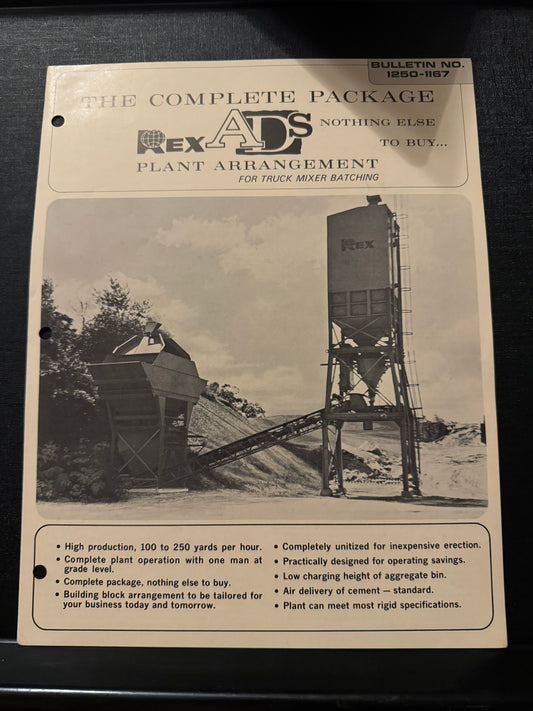 BULLETIN NO.
1250-1167
THE COMPLETE PACKAGE
REX ADS NOTHING ELSE
TO BUY...
PLANT ARRANGEMENT
FOR TRUCK MIXER BATCHING
REX
• High production, 100 to 250 yards per hour.
• Complete plant operation with one man at
grade level.
• Complete package, nothing else to buy.
• Building block arrangement to be tailored for
your business today and tomorrow.
• Completely unitized for inexpensive erection.
• Practically designed for operating savings.
• Low charging height of aggregate bin.
• Air delivery of cement — standard.
• Plant can meet most rigid specifications.